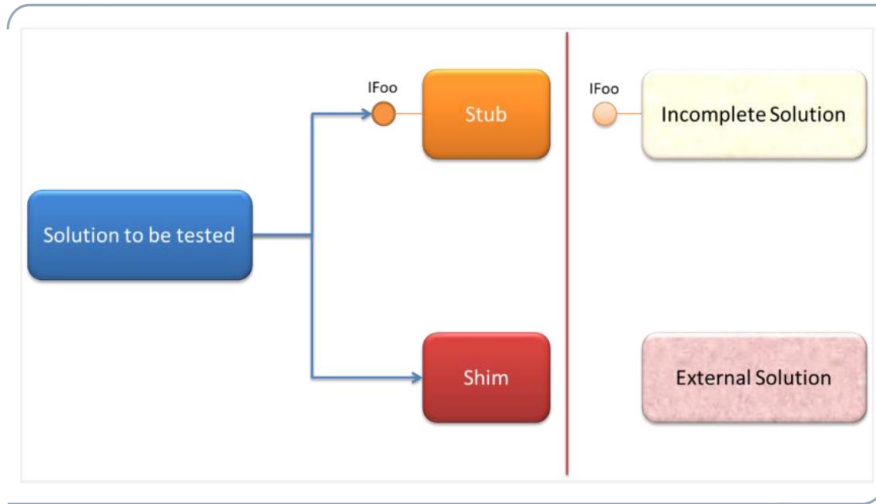 IFoo
Stub
IFoo
Incomplete Solution
Solution to be tested
Shim
External Solution